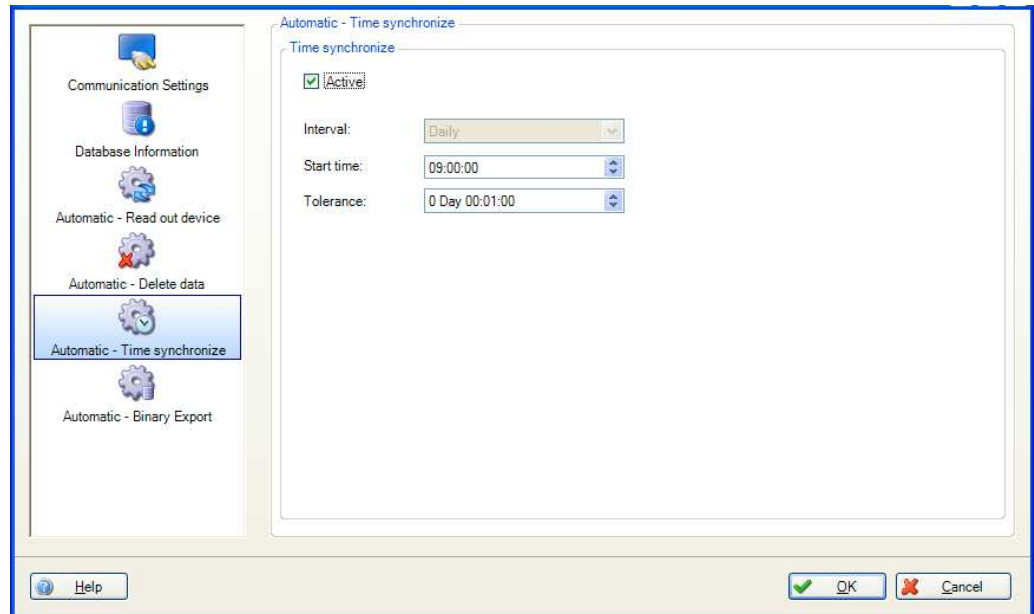 Communication Settings
Database Information
Automatic - Read out device
Automatic - Delete data
Automatic - Time synchronize
Automatic - Binary Export
Automatic - Time synchronize
Time synchronize
Active
Interval: Daily
Start time: 09:00:00
Tolerance: 0 Day 00:01:00
Help OK Cancel